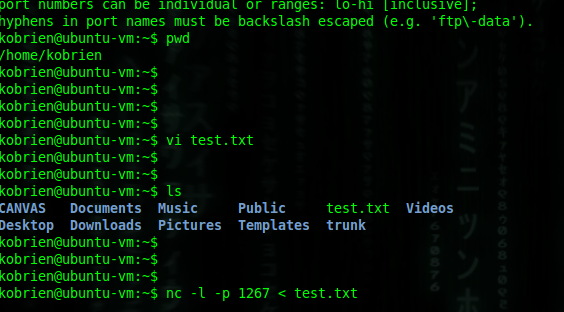 port numbers can be individual or ranges: lo-hi [inclusive];
hyphens in port names must be backslash escaped (e.g. 'ftp\-data').
kobrien@ubuntu-vm:~$ pwd
/home/kobrien
kobrien@ubuntu-vm:~$
kobrien@ubuntu-vm:~$
kobrien@ubuntu-vm:~$
kobrien@ubuntu-vm:~$
kobrien@ubuntu-vm:~$ vi test.txt
kobrien@ubuntu-vm:~$
kobrien@ubuntu-vm:~$
kobrien@ubuntu-vm:~$ ls
CANVAS Documents Music Public test.txt Videos
Desktop Downloads Pictures Templates trunk
kobrien@ubuntu-vm:~$
kobrien@ubuntu-vm:~$
kobrien@ubuntu-vm:~$
kobrien@ubuntu-vm:~$ nc -l -p 1267 < test.txt